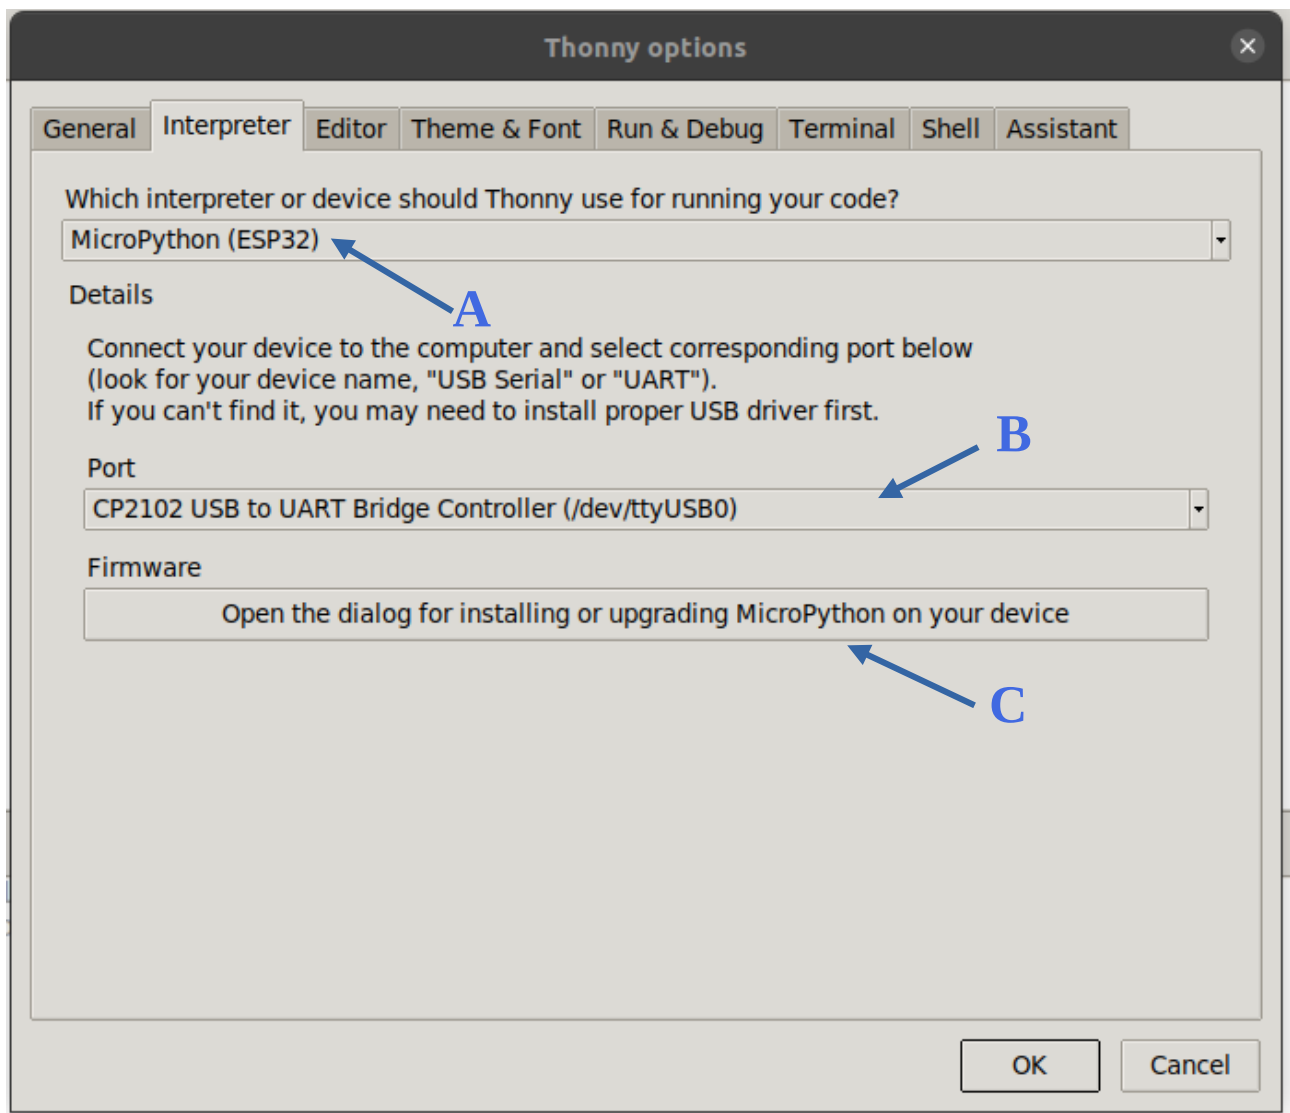 Thonny options
General Interpreter Editor Theme & Font Run & Debug Terminal Shell Assistant
Which interpreter or device should Thonny use for running your code?
MicroPython (ESP32)
A
Details
Connect your device to the computer and select corresponding port below
(look for your device name, "USB Serial" or "UART").
If you can't find it, you may need to install proper USB driver first.
B
Port
CP2102 USB to UART Bridge Controller (/dev/ttyUSB0)
Firmware
Open the dialog for installing or upgrading MicroPython on your device
C
OK Cancel